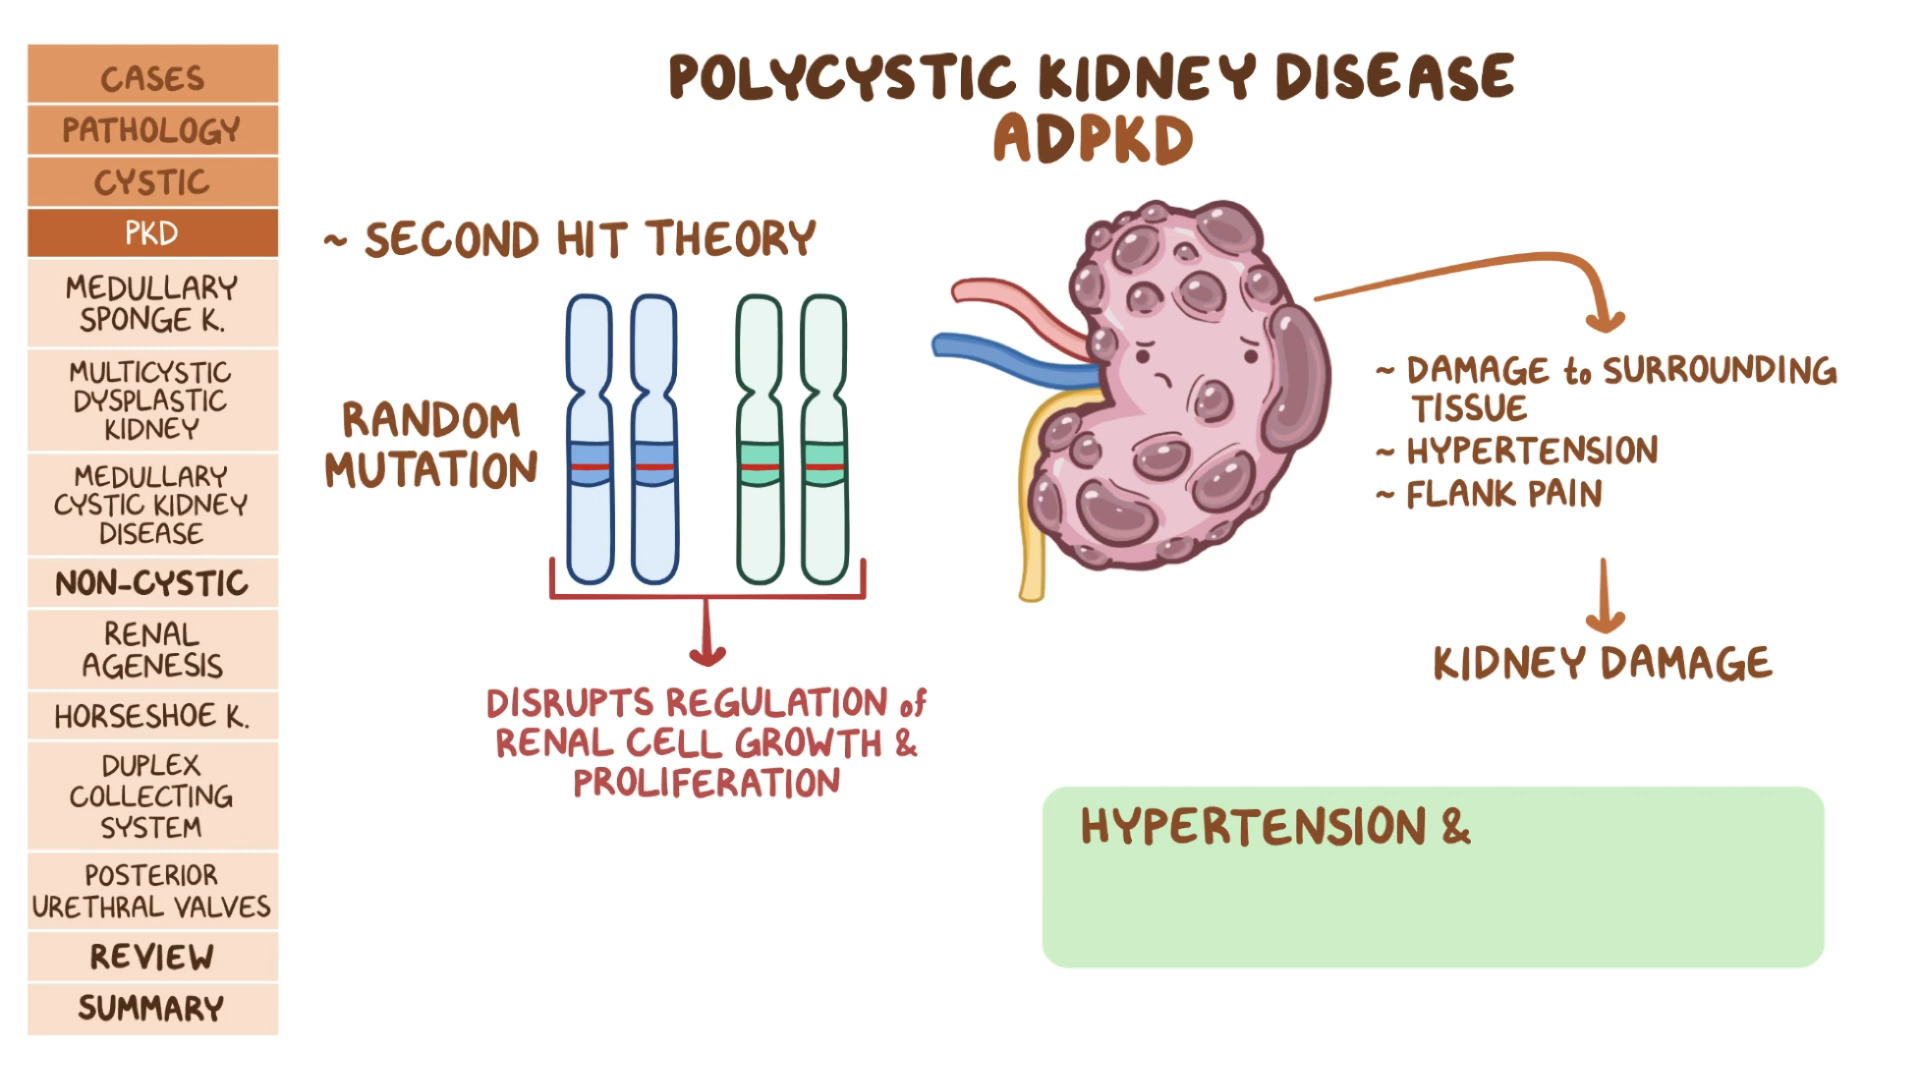 CASES
PATHOLOGY
CYSTIC
PKD
MEDULLARY
SPONGE K.
MULTICYSTIC
DYSPLASTIC
KIDNEY
MEDULLARY
CYSTIC KIDNEY
DISEASE
NON-CYSTIC
RENAL
AGENESIS
HORSESHOE K.
DUPLEX
COLLECTING
SYSTEM
POSTERIOR
URETHRAL VALVES
REVIEW
SUMMARY
POLYCYSTIC KIDNEY DISEASE
ADPKD
~ SECOND HIT THEORY
RANDOM
MUTATION
DISRUPTS REGULATION of
RENAL CELL GROWTH &
PROLIFERATION
~ DAMAGE to SURROUNDING
TISSUE
~ HYPERTENSION
~ FLANK PAIN
KIDNEY DAMAGE
HYPERTENSION &